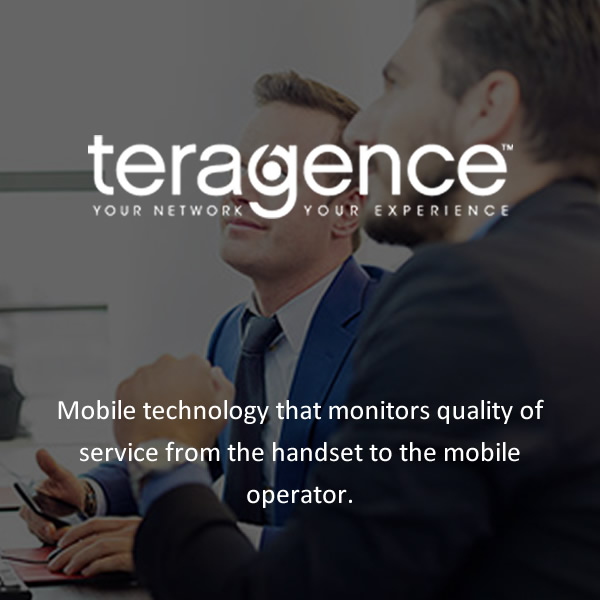 teragence™
YOUR NETWORK YOUR EXPERIENCE
Mobile technology that monitors quality of
service from the handset to the mobile
operator.